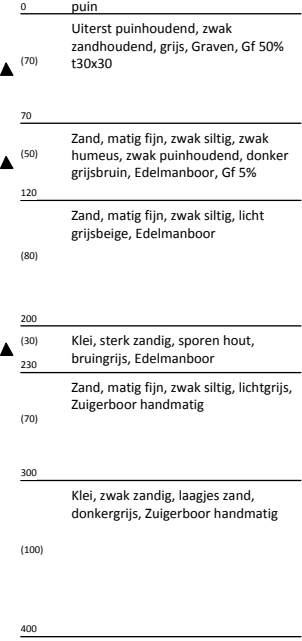 0 puin
Uiterst puinhoudend, zwak
zandhoudend, grijs, Graven, Gf 50%
(70) t30x30
70
Zand, matig fijn, zwak siltig, zwak
(50) humeus, zwak puinhoudend, donker
grijsbruin, Edelmanboor, Gf 5%
120
Zand, matig fijn, zwak siltig, licht
grijsbeige, Edelmanboor
(80)
200
(30) Klei, sterk zandig, sporen hout,
bruingrijs, Edelmanboor
230
Zand, matig fijn, zwak siltig, lichtgrijs,
Zuigerboor handmatig
(70)
300
Klei, zwak zandig, laagjes zand,
donkergrijs, Zuigerboor handmatig
(100)
400